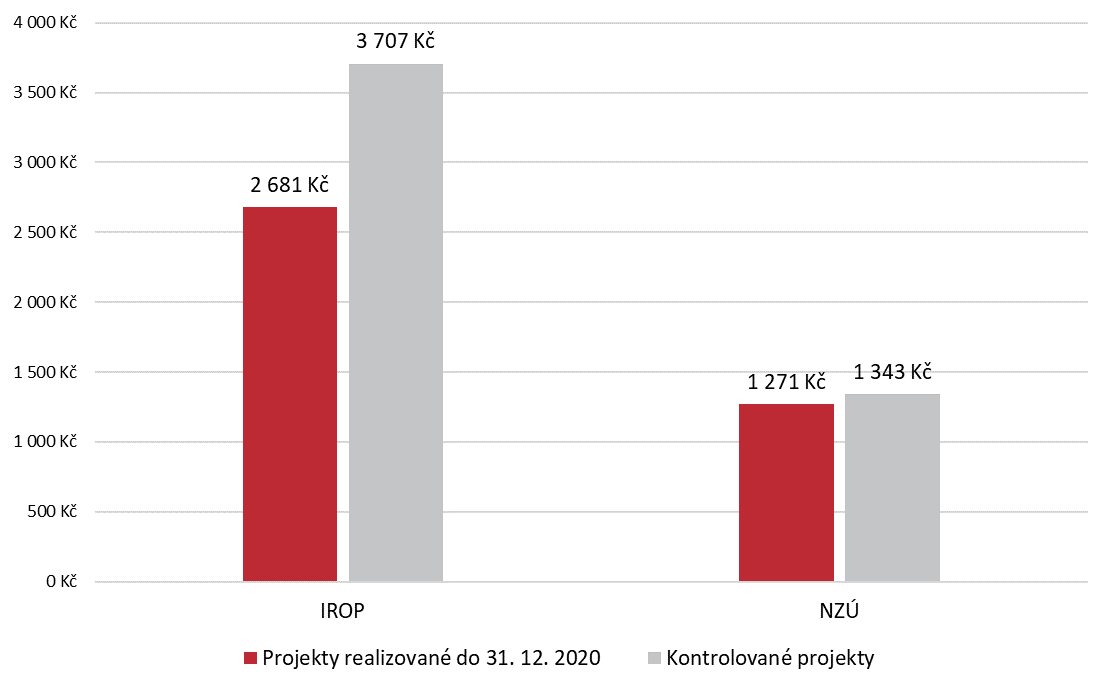 4 000 Kč
3 707 Kč
3 500 Kč
3 000 Kč
2 681 Kč
2 500 Kč
2 000 Kč
1 500 Kč
1 271 Kč
1 343 Kč
1 000 Kč
500 Kč
0 Kč
IROP
NZÚ
Projekty realizované do 31. 12. 2020
Kontrolované projekty